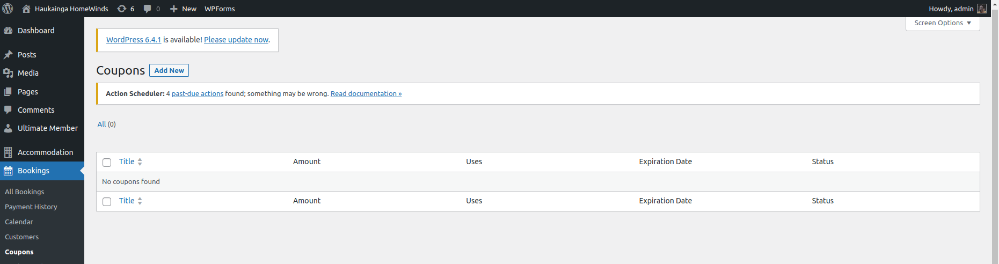 Haukainga HomeWinds 6 0 New WPForms Howdy, admin
Screen Options
Dashboard
Posts
Media
Pages
Comments
Ultimate Member
Accommodation
Bookings
All Bookings
Payment History
Calendar
Customers
Coupons
WordPress 6.4.1 is available! Please update now.
Coupons Add New
Action Scheduler: 4 past-due actions found; something may be wrong. Read documentation »
All (0)
Title Amount Uses Expiration Date Status
No coupons found
Title Amount Uses Expiration Date Status